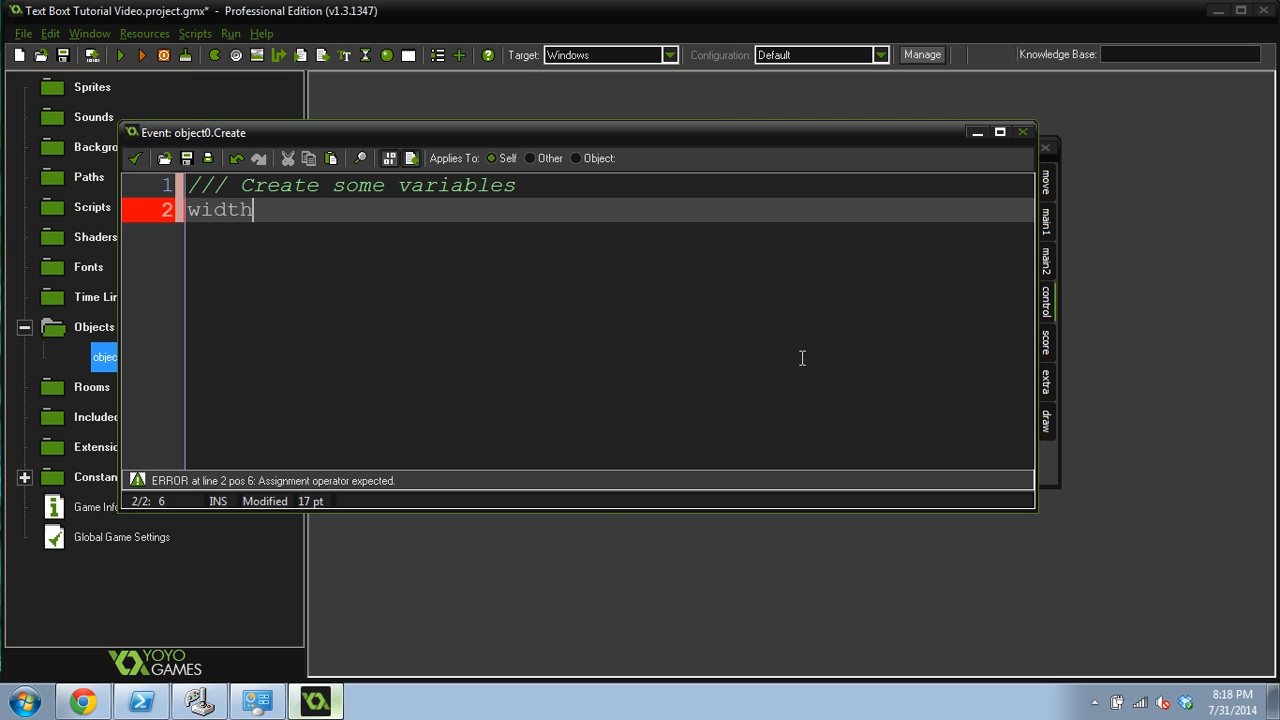 Text Boxt Tutorial Video.project.gmx* - Professional Edition (v1.3.1347)
File Edit Window Resources Scripts Run Help
Target: Windows Configuration: Default Manage Knowledge Base:
Sprites
Sounds
Backgro
Paths
Scripts
Shaders
Fonts
Time Lin
Objects
objec
Rooms
Include
Extensio
Constan
Game Info
Global Game Settings
YOYO
GAMES
Event: object0.Create
Applies To: Self Other Object:
1 /// Create some variables
2 width
ERROR at line 2 pos 6: Assignment operator expected.
2/2: 6 INS Modified 17 pt
move
main1
main2
control
score
extra
draw
8:18 PM
7/31/2014